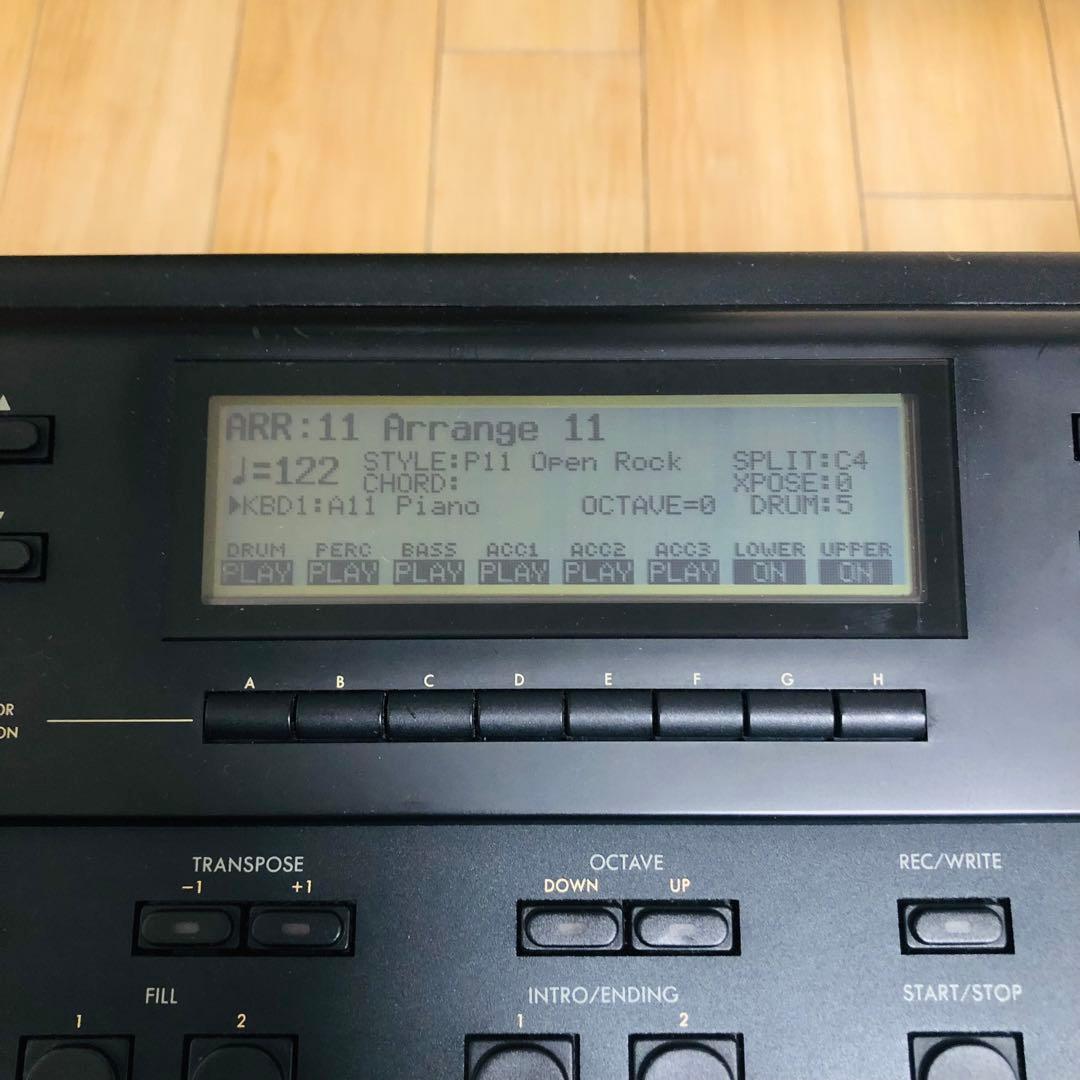 ARR:11 Arrange 11
♩=122 STYLE:P11 Open Rock SPLIT:C4
CHORD: XPOSE:0
▶KBD1:A11 Piano OCTAVE=0 DRUM:5
DRUM PERC BASS ACC1 ACC2 ACC3 LOWER UPPER
PLAY PLAY PLAY PLAY PLAY PLAY ON ON
A B C D E F G H
OR
ON
TRANSPOSE OCTAVE REC/WRITE
-1 +1 DOWN UP
FILL INTRO/ENDING START/STOP
1 2 1 2